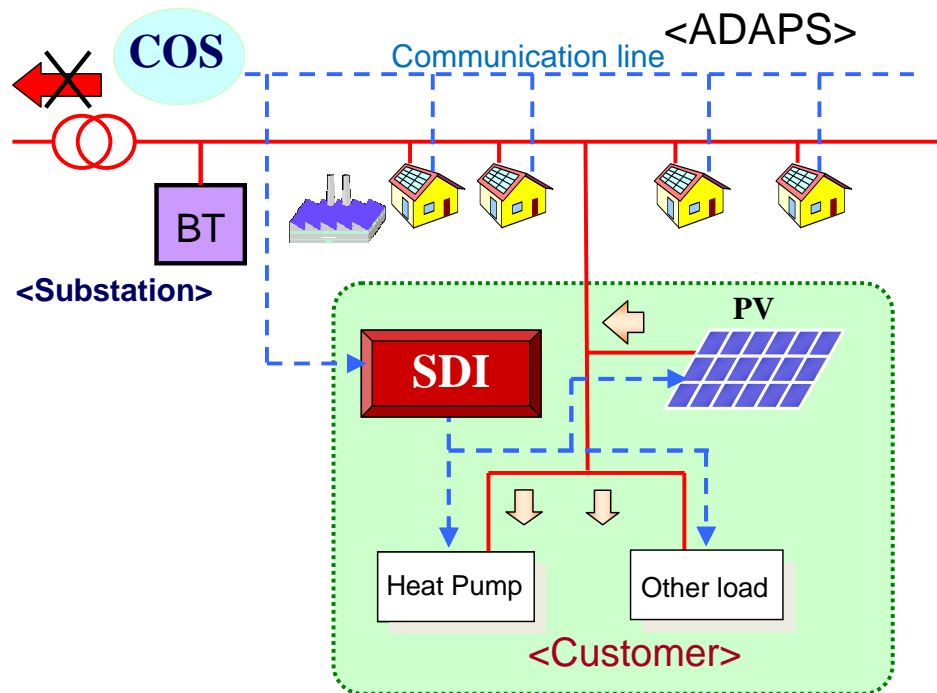 <ADAPS>
COS
Communication line
BT
<Substation>
PV
SDI
Heat Pump
Other load
<Customer>